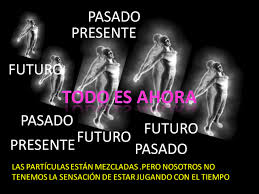 PASADO
PRESENTE
FUTURO
TODO ES AHORA
PASADO
FUTURO
PRESENTE
FUTURO
PASADO
LAS PARTÍCULAS ESTÁN MEZCLADAS .PERO NOSOTROS NO
TENEMOS LA SENSACIÓN DE ESTAR JUGANDO CON EL TIEMPO